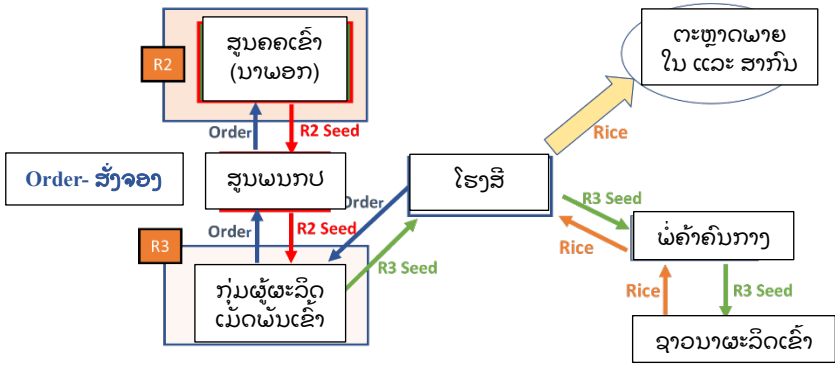 R2
ສູນຄຄເຂົ້າ
(ນາພອກ)
ຕະຫຼາດພາຍ
ໃນ ແລະ ສາກົນ
Order
R2 Seed
Rice
Order- ສັ່ງຈອງ
ສູນພນກປ
ໂຮງສີ
Order
R3 Seed
Order
R2 Seed
R3
Rice
ພໍ່ຄ້າຄົນກາງ
R3 Seed
ກຸ່ມຜູ້ຜະລິດ
ເມັດພັນເຂົ້າ
Rice
R3 Seed
ຊາວນາຜະລິດເຂົ້າ